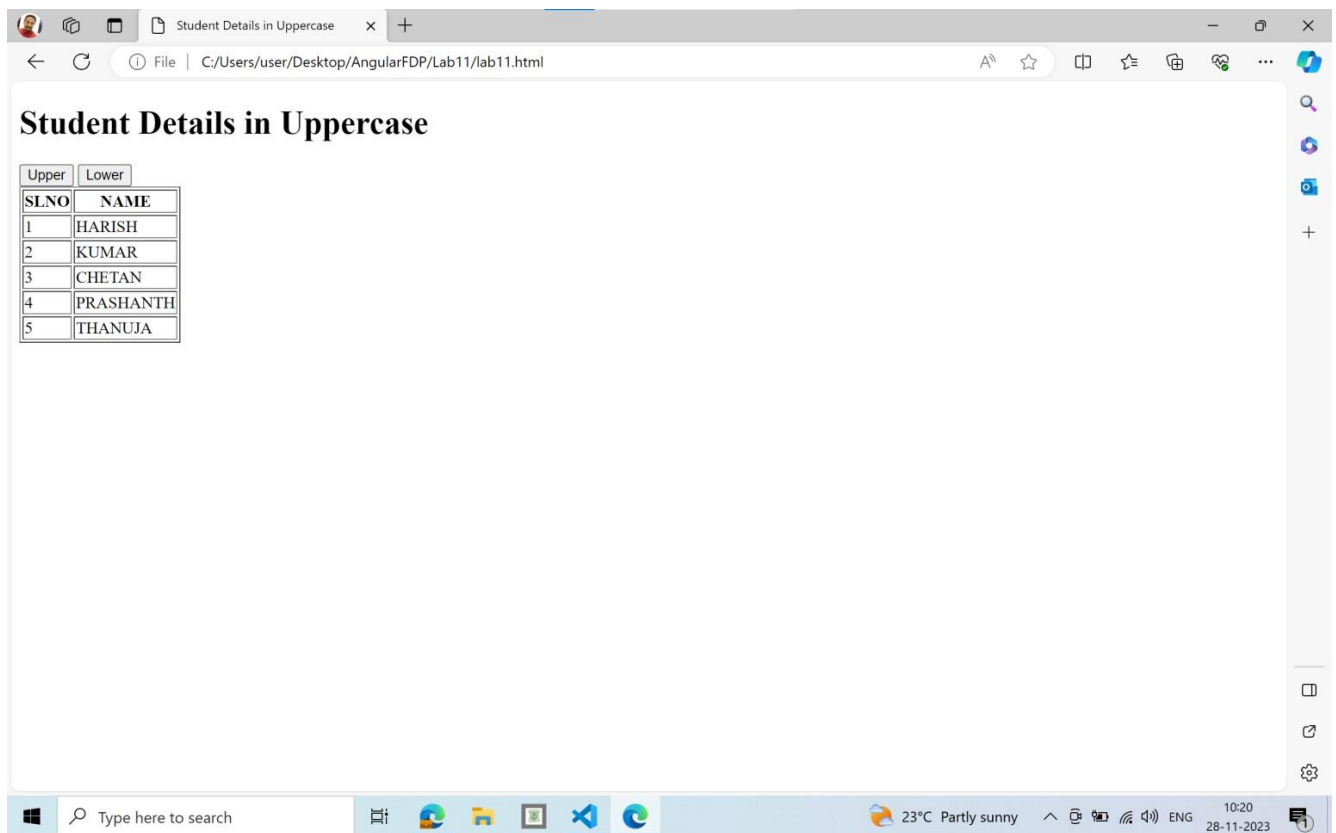 Student Details in Uppercase
File | C:/Users/user/Desktop/AngularFDP/Lab11/lab11.html
Student Details in Uppercase
Upper Lower
SLNO NAME
1 HARISH
2 KUMAR
3 CHETAN
4 PRASHANTH
5 THANUJA
Type here to search
23°C Partly sunny
ENG
10:20
28-11-2023
1